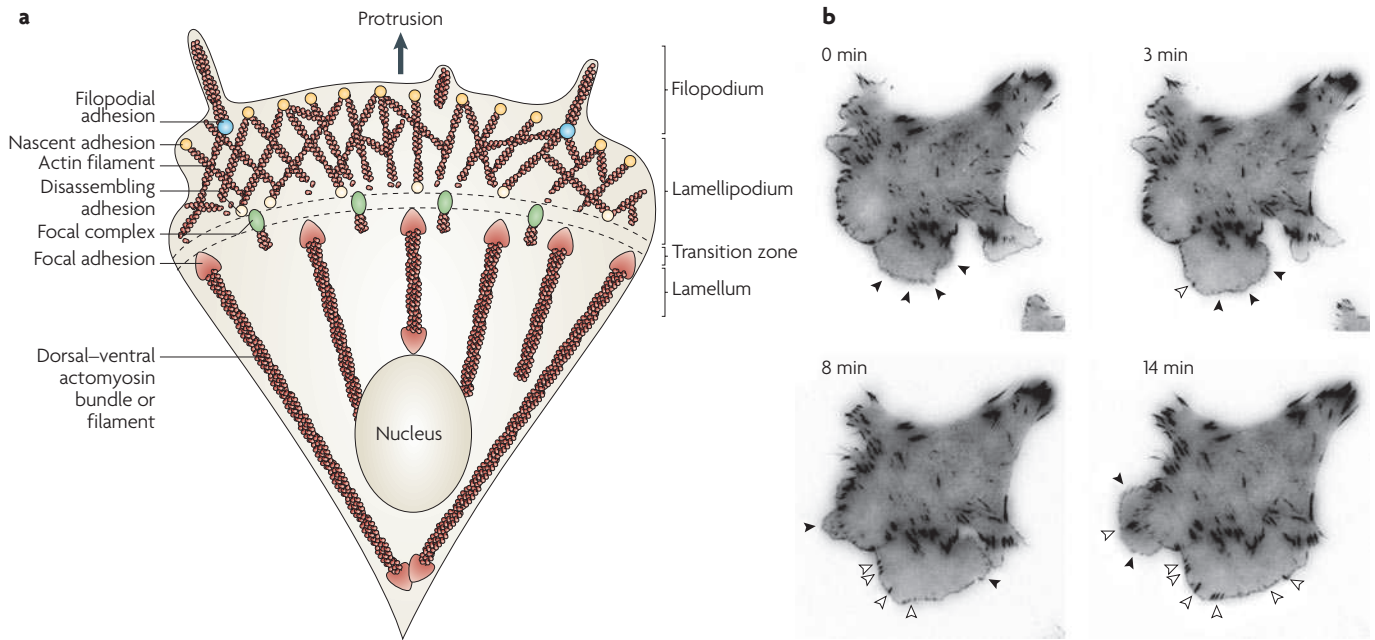 a
Protrusion
Filopodial
adhesion
Nascent adhesion
Actin filament
Disassembling
adhesion
Focal complex
Focal adhesion
Dorsal–ventral
actomyosin
bundle or
filament
Nucleus
Filopodium
Lamellipodium
Transition zone
Lamellum
b
0 min
3 min
8 min
14 min